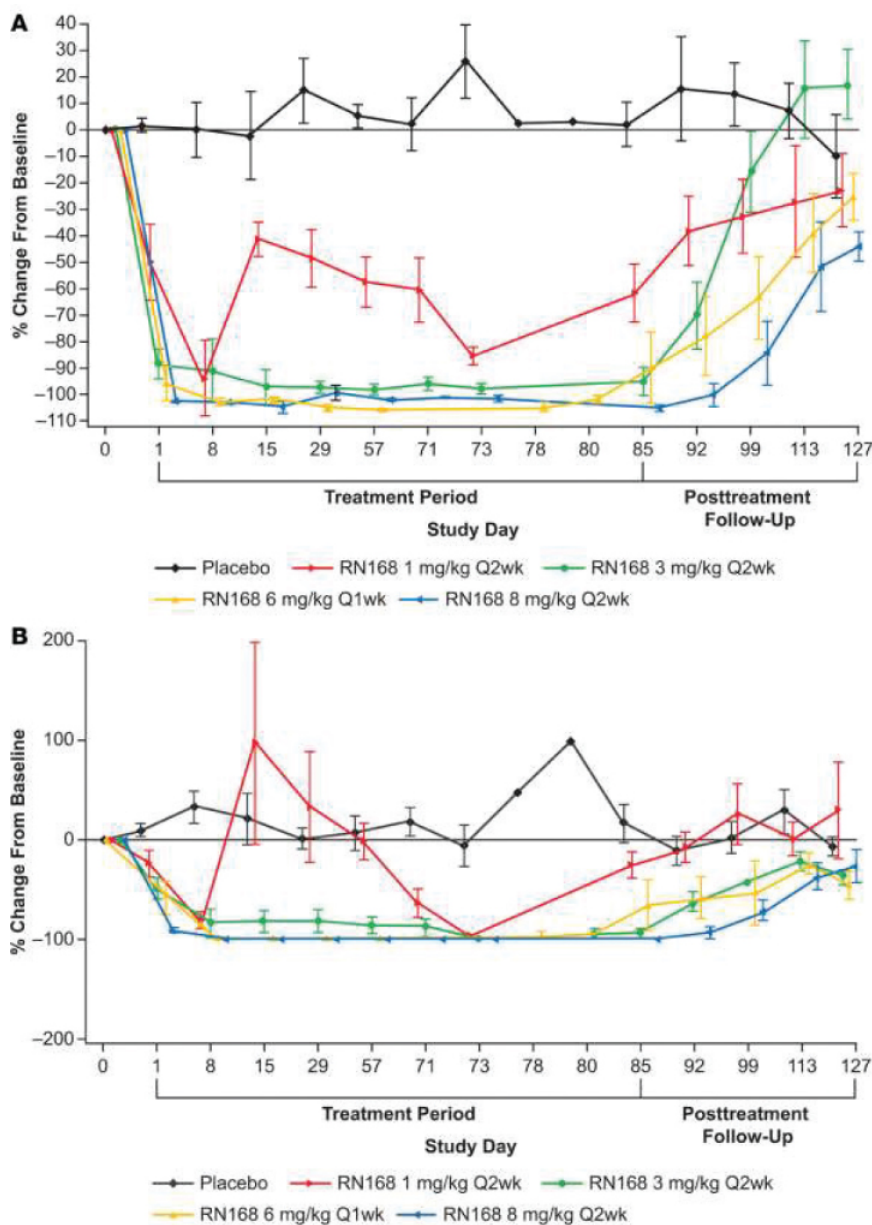 A
% Change From Baseline
40
30
20
10
0
–10
–20
–30
–40
–50
–60
–70
–80
–90
–100
–110
0 1 8 15 29 57 71 73 78 80 85 92 99 113 127
Treatment Period Posttreatment
Follow-Up
Study Day
Placebo RN168 1 mg/kg Q2wk RN168 3 mg/kg Q2wk
RN168 6 mg/kg Q1wk RN168 8 mg/kg Q2wk
B
% Change From Baseline
200
100
0
–100
–200
0 1 8 15 29 57 71 73 78 80 85 92 99 113 127
Treatment Period Posttreatment
Follow-Up
Study Day
Placebo RN168 1 mg/kg Q2wk RN168 3 mg/kg Q2wk
RN168 6 mg/kg Q1wk RN168 8 mg/kg Q2wk